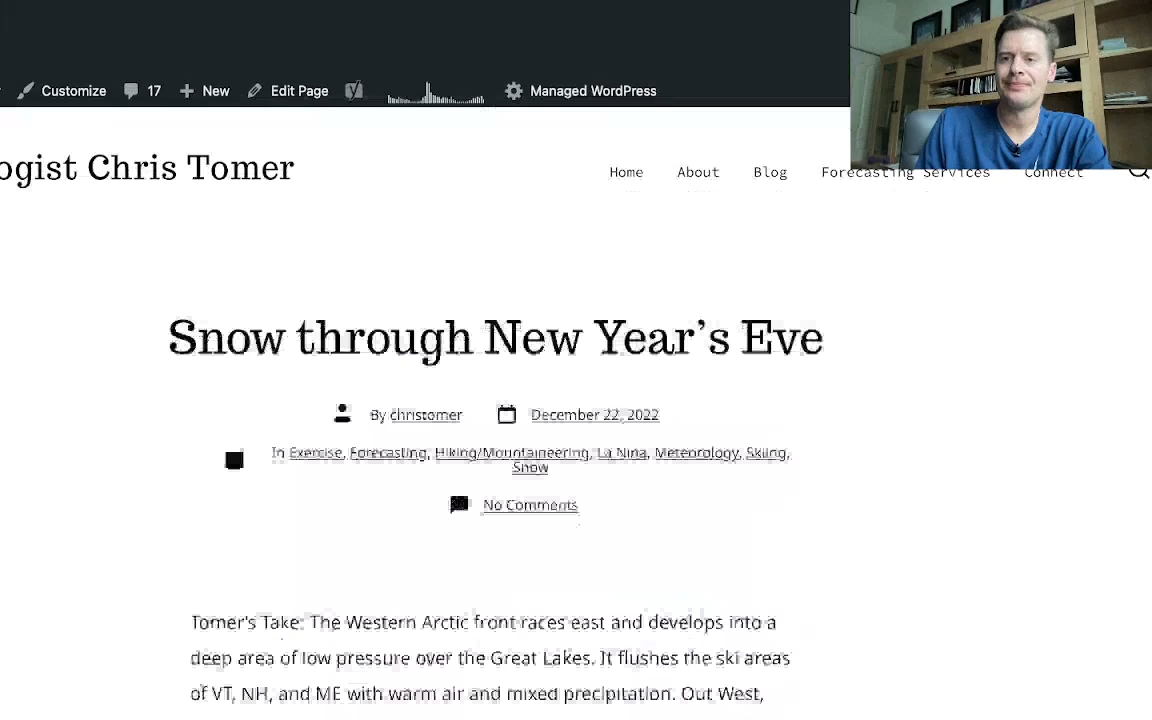 Customize 17 New Edit Page Managed WordPress
ogist Chris Tomer
Home About Blog Forecasting Services Connect
Snow through New Year's Eve
By christomer December 22, 2022
In Exercise, Forecasting, Hiking/Mountaineering, La Nina, Meteorology, Skiing,
Snow
No Comments
Tomer's Take: The Western Arctic front races east and develops into a
deep area of low pressure over the Great Lakes. It flushes the ski areas
of VT, NH, and ME with warm air and mixed precipitation. Out West,